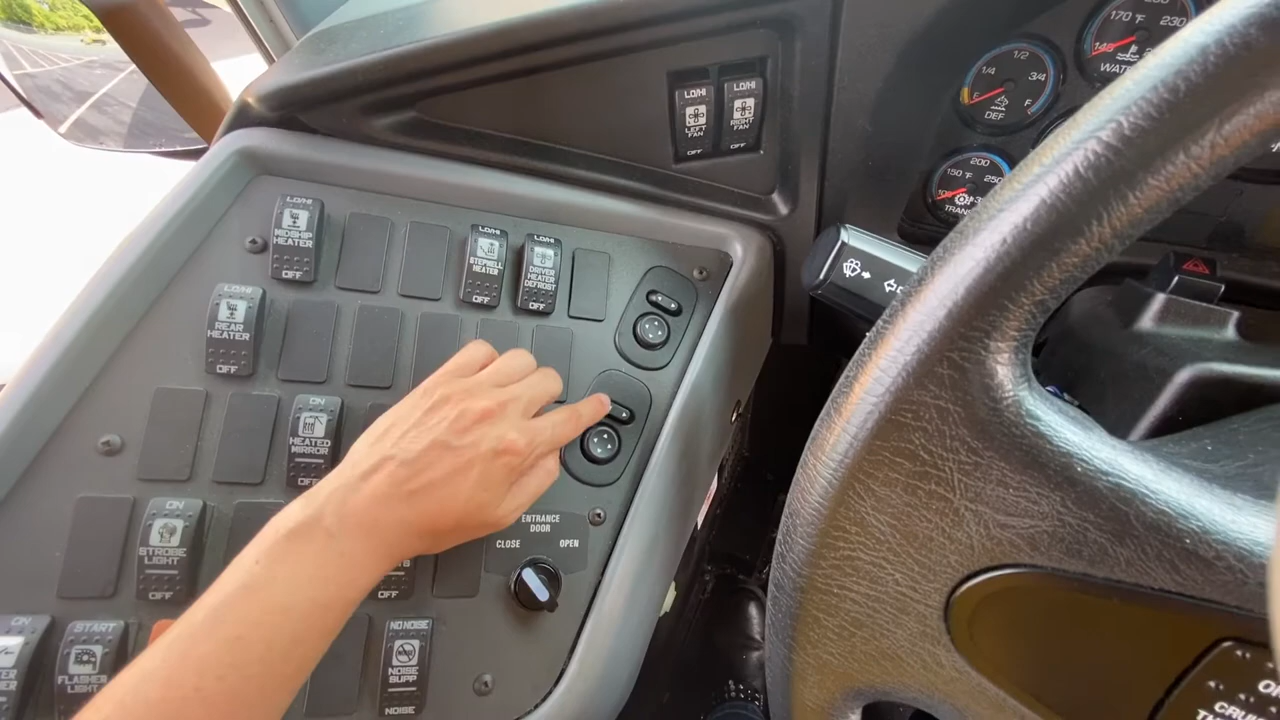 LO/HI
LEFT
FAN
OFF
LO/HI
RIGHT
FAN
OFF
1/4
1/2
3/4
E
F
DEF
170 °F 230
145
100
150 °F
200
250
LO/HI
MIDSHIP
HEATER
OFF
LO/HI
STEPWELL
HEATER
OFF
LO/HI
DRIVER
HEATER
DEFROST
OFF
LO/HI
REAR
HEATER
OFF
ON
HEATED
MIRROR
OFF
ON
STROBE
LIGHT
OFF
OFF
ENTRANCE
DOOR
CLOSE OPEN
ON
START
FLASHER
LIGHT
NO NOISE
NOISE
SUPP
NOISE